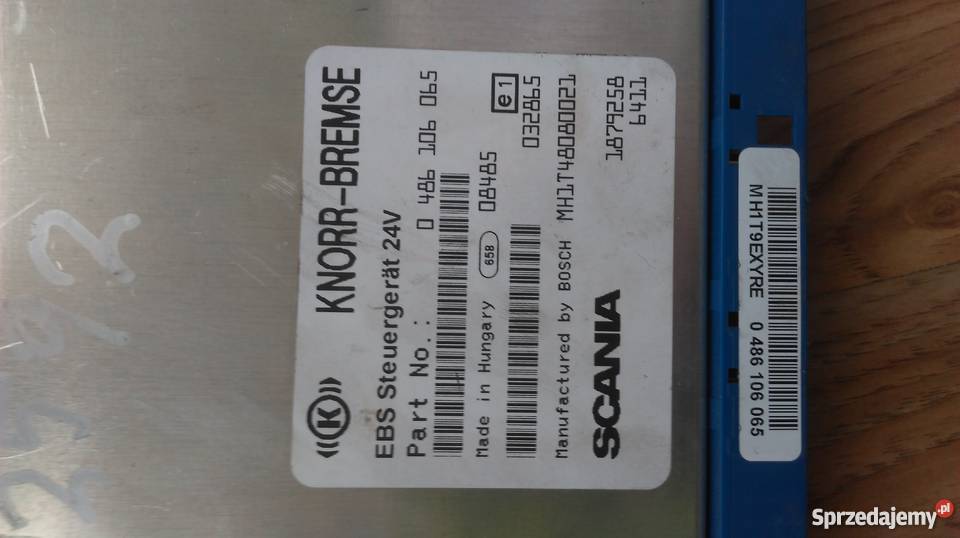 KNORR-BREMSE
EBS Steuergerät 24V
Part No.: 0 486 106 065
Made in Hungary 658 08485
e1
032865
Manufactured by BOSCH MH1T48080021
SCANIA 1879258
6411
MH1T9EXYRE 0 486 106 065
Sprzedajemy.pl